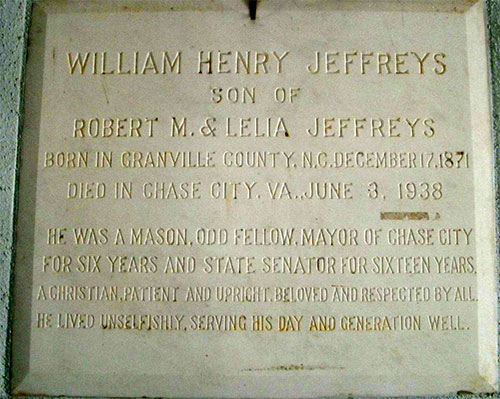 WILLIAM HENRY JEFFREYS
SON OF
ROBERT M. & LELIA JEFFREYS
BORN IN GRANVILLE COUNTY, N.C. DECEMBER 17, 1871
DIED IN CHASE CITY, VA., JUNE 3, 1938
HE WAS A MASON, ODD FELLOW, MAYOR OF CHASE CITY
FOR SIX YEARS AND STATE SENATOR FOR SIXTEEN YEARS,
A CHRISTIAN, PATIENT AND UPRIGHT, BELOVED AND RESPECTED BY ALL.
HE LIVED UNSELFISHLY, SERVING HIS DAY AND GENERATION WELL.